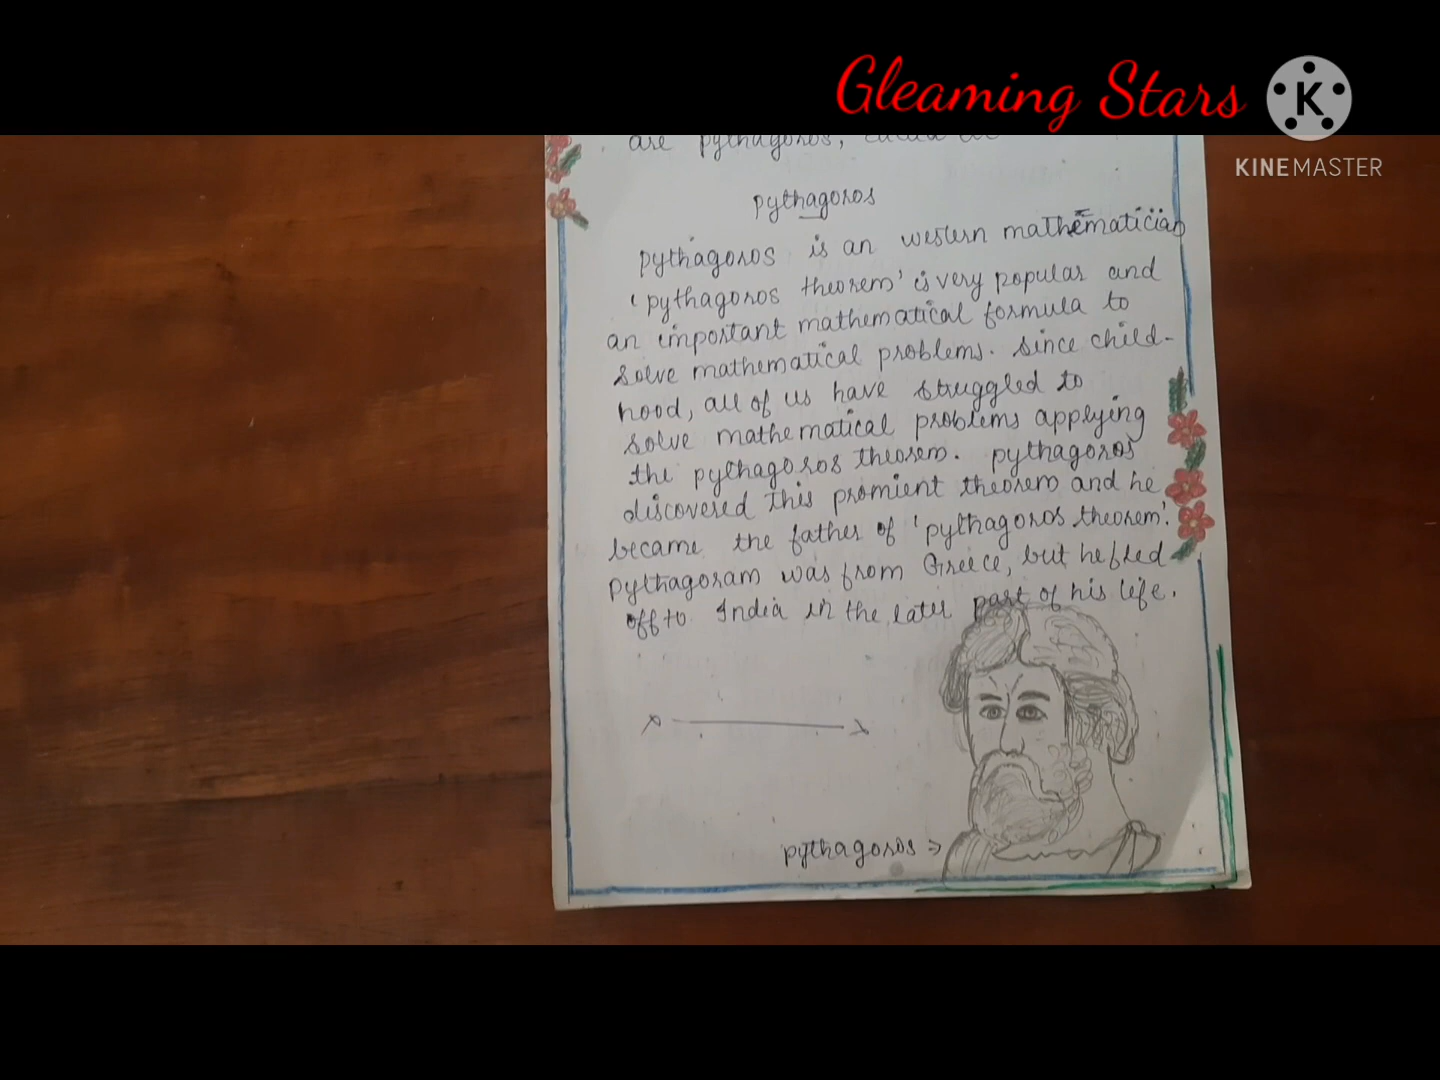 Gleaming Stars
K
KINEMASTER
are pythagoros,
pythagoros
pythagoros is an western mathematician
'pythagoros theorem' is very popular and
an important mathematical formula to
solve mathematical problems. since child-
hood, all of us have struggled to
solve mathematical problems applying
the pythagoros theorem. pythagoros
discovered this promient theorem and he
became the father of 'pythagoros theorem'.
pythagoram was from Greece, but he fled
off to India in the later part of his life.
pythagoros =>